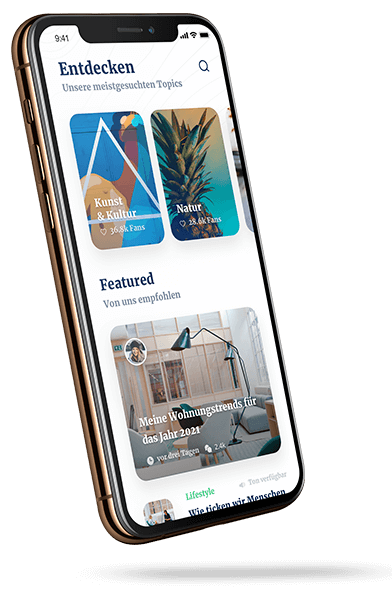 9:41
Entdecken
Unsere meistgesuchten Topics
Kunst
& Kultur
36.8k Fans
Natur
28.6k Fans
Featured
Von uns empfohlen
Meine Wohnungstrends für
das Jahr 2021
vor drei Tagen 2.4k
Lifestyle
Ton verfügbar
Wie ticken wir Menschen